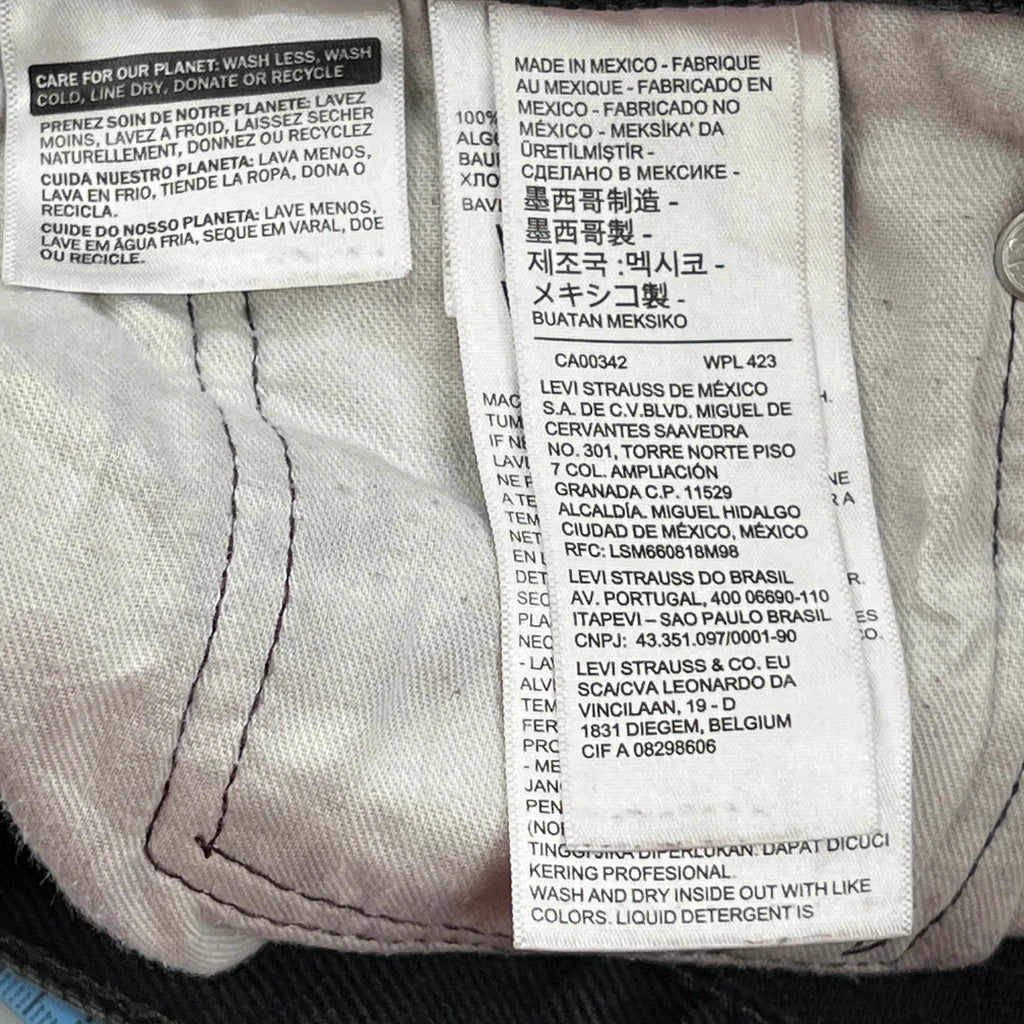 CARE FOR OUR PLANET: WASH LESS, WASH
COLD, LINE DRY, DONATE OR RECYCLE
PRENEZ SOIN DE NOTRE PLANETE: LAVEZ
MOINS, LAVEZ A FROID, LAISSEZ SECHER
NATURELLEMENT, DONNEZ OU RECYCLEZ
CUIDA NUESTRO PLANETA: LAVA MENOS,
LAVA EN FRIO, TIENDE LA ROPA, DONA O
RECICLA.
CUIDE DO NOSSO PLANETA: LAVE MENOS,
LAVE EM ÁGUA FRIA, SEQUE EM VARAL, DOE
OU RECICLE.
100%
MADE IN MEXICO - FABRIQUE
AU MEXIQUE - FABRICADO EN
MEXICO - FABRICADO NO
MÉXICO - MEKSİKA' DA
ÜRETİLMİŞTİR -
СДЕЛАНО В МЕКСИКЕ -
墨西哥制造 -
墨西哥製 -
제조국 :멕시코 -
メキシコ製 -
BUATAN MEKSIKO
CA00342 WPL 423
LEVI STRAUSS DE MÉXICO
S.A. DE C.V.BLVD. MIGUEL DE
CERVANTES SAAVEDRA
NO. 301, TORRE NORTE PISO
7 COL. AMPLIACIÓN
GRANADA C.P. 11529
ALCALDÍA. MIGUEL HIDALGO
CIUDAD DE MÉXICO, MÉXICO
RFC: LSM660818M98
LEVI STRAUSS DO BRASIL
AV. PORTUGAL, 400 06690-110
ITAPEVI – SAO PAULO BRASIL
CNPJ: 43.351.097/0001-90
LEVI STRAUSS & CO. EU
SCA/CVA LEONARDO DA
VINCILAAN, 19 - D
1831 DIEGEM, BELGIUM
CIF A 08298606
TINGGI JIKA DIPERLUKAN. DAPAT DICUCI
KERING PROFESIONAL.
WASH AND DRY INSIDE OUT WITH LIKE
COLORS. LIQUID DETERGENT IS